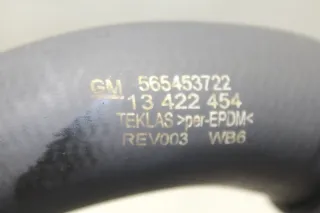 GM 565453722
13 422 454
TEKLAS >per-EPDM<
REV003 WB6